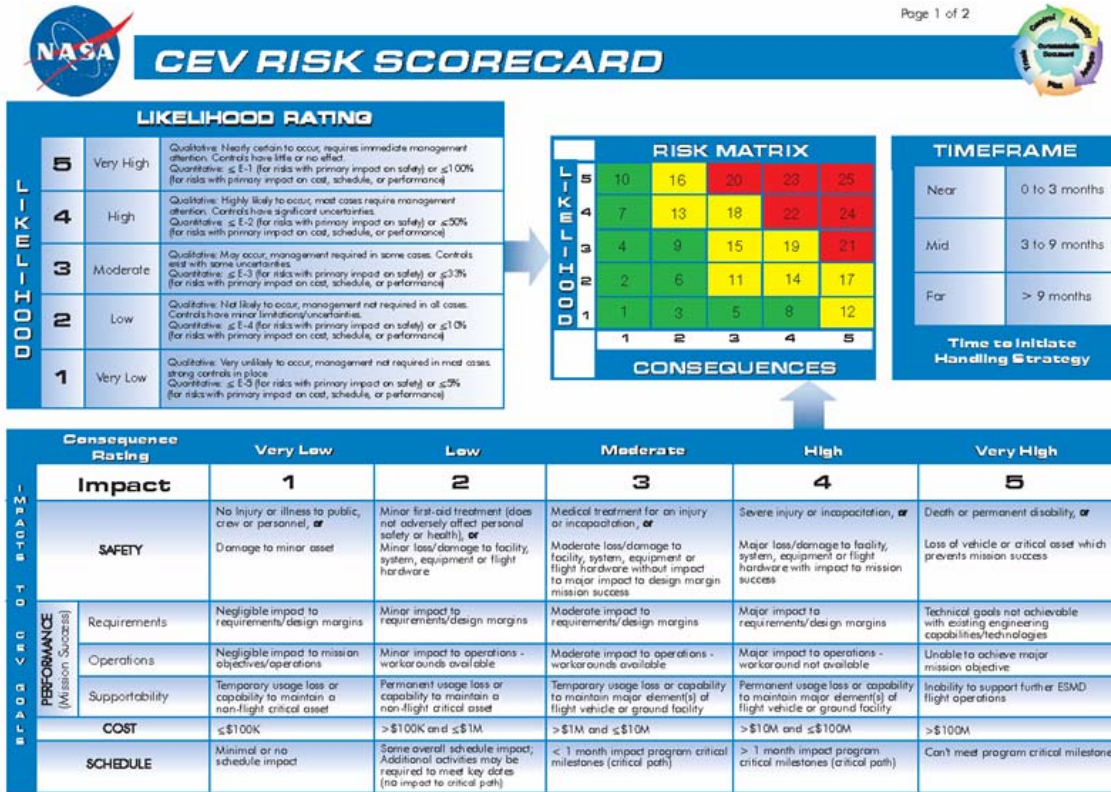 Page 1 of 2
NASA
CEV RISK SCORECARD
Control
Identify
Communicate
Document
Track
Plan
LIKELIHOOD RATING
LIKELIHOOD
5 Very High
Qualitative: Nearly certain to occur, requires immediate management
attention. Controls have little or no effect.
Quantitative: ≤ E-1 (for risks with primary impact on safety) or ≤100%
(for risks with primary impact on cost, schedule, or performance)
4 High
Qualitative: Highly likely to occur, most cases require management
attention. Controls have significant uncertainties.
Quantitative: ≤ E-2 (for risks with primary impact on safety) or ≤50%
(for risks with primary impact on cost, schedule, or performance)
3 Moderate
Qualitative: May occur, management required in some cases. Controls
exist with some uncertainties.
Quantitative: ≤ E-3 (for risks with primary impact on safety) or ≤33%
(for risks with primary impact on cost, schedule, or performance)
2 Low
Qualitative: Not likely to occur, management not required in all cases.
Controls have minor limitations/uncertainties.
Quantitative: ≤ E-4 (for risks with primary impact on safety) or ≤10%
(for risks with primary impact on cost, schedule, or performance)
1 Very Low
Qualitative: Very unlikely to occur, management not required in most cases.
strong controls in place
Quantitative: ≤ E-5 (for risks with primary impact on safety) or ≤5%
(for risks with primary impact on cost, schedule, or performance)
RISK MATRIX
LIKELIHOOD
5 10 16 20 23 25
4 7 13 18 22 24
3 4 9 15 19 21
2 2 6 11 14 17
1 1 3 5 8 12
1 2 3 4 5
CONSEQUENCES
TIMEFRAME
Near 0 to 3 months
Mid 3 to 9 months
Far > 9 months
Time to Initiate
Handling Strategy
IMPACTS TO CEV GOALS
Consequence
Rating
Very Low
Low
Moderate
High
Very High
Impact 1 2 3 4 5
SAFETY
No Injury or illness to public,
crew or personnel, or
Damage to minor asset
Minor first-aid treatment (does
not adversely affect personal
safety or health), or
Minor loss/damage to facility,
system, equipment or flight
hardware
Medical treatment for an injury
or incapacitation, or
Moderate loss/damage to
facility, system, equipment or
flight hardware without impact
to major impact to design margin
mission success
Severe injury or incapacitation, or
Major loss/damage to facility,
system, equipment or flight
hardware with impact to mission
success
Death or permanent disability, or
Loss of vehicle or critical asset which
prevents mission success
PERFORMANCE
(Mission Success)
Requirements
Negligible impact to
requirements/design margins
Minor impact to
requirements/design margins
Moderate impact to
requirements/design margins
Major impact to
requirements/design margins
Technical goals not achievable
with existing engineering
capabilities/technologies
Operations
Negligible impact to mission
objectives/operations
Minor impact to operations -
workarounds available
Moderate impact to operations -
workarounds available
Major impact to operations -
workaround not available
Unable to achieve major
mission objective
Supportability
Temporary usage loss or
capability to maintain a
non-flight critical asset
Permanent usage loss or
capability to maintain a
non-flight critical asset
Temporary usage loss or capability
to maintain major element(s) of
flight vehicle or ground facility
Permanent usage loss or capability
to maintain major element(s) of
flight vehicle or ground facility
Inability to support further ESMD
flight operations
COST
≤$100K
>$100K and ≤$1M
>$1M and ≤$10M
>$10M and ≤$100M
>$100M
SCHEDULE
Minimal or no
schedule impact
Some overall schedule impact;
Additional activities may be
required to meet key dates
(no impact to critical path)
< 1 month impact program critical
milestones (critical path)
> 1 month impact program
critical milestones (critical path)
Can't meet program critical milestone